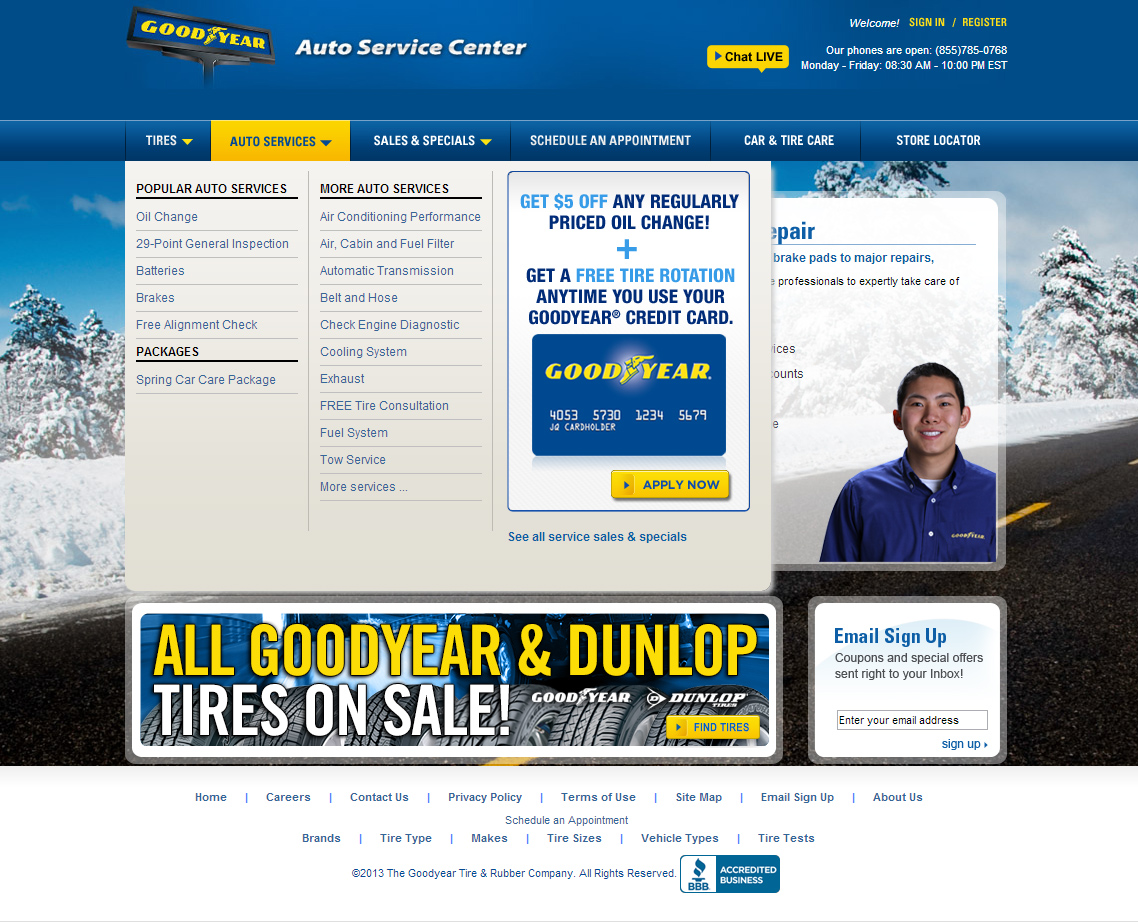 GOODYEAR
Auto Service Center
Welcome! SIGN IN / REGISTER
Chat LIVE
Our phones are open: (855)785-0768
Monday - Friday: 08:30 AM - 10:00 PM EST
TIRES
AUTO SERVICES
SALES & SPECIALS
SCHEDULE AN APPOINTMENT
CAR & TIRE CARE
STORE LOCATOR
POPULAR AUTO SERVICES
Oil Change
29-Point General Inspection
Batteries
Brakes
Free Alignment Check
PACKAGES
Spring Car Care Package
MORE AUTO SERVICES
Air Conditioning Performance
Air, Cabin and Fuel Filter
Automatic Transmission
Belt and Hose
Check Engine Diagnostic
Cooling System
Exhaust
FREE Tire Consultation
Fuel System
Tow Service
More services ...
GET $5 OFF ANY REGULARLY
PRICED OIL CHANGE!
+
GET A FREE TIRE ROTATION
ANYTIME YOU USE YOUR
GOODYEAR® CREDIT CARD.
GOODYEAR
4053 5730 1234 5679
JQ CARDHOLDER
APPLY NOW
See all service sales & specials
epair
brake pads to major repairs,
e professionals to expertly take care of
ices
ounts
e
GOODYEAR
ALL GOODYEAR & DUNLOP
TIRES ON SALE!
GOODYEAR
DUNLOP
TIRES
FIND TIRES
Email Sign Up
Coupons and special offers
sent right to your Inbox!
Enter your email address
sign up
Home | Careers | Contact Us | Privacy Policy | Terms of Use | Site Map | Email Sign Up | About Us
Schedule an Appointment
Brands | Tire Type | Makes | Tire Sizes | Vehicle Types | Tire Tests
©2013 The Goodyear Tire & Rubber Company. All Rights Reserved.
BBB
ACCREDITED
BUSINESS